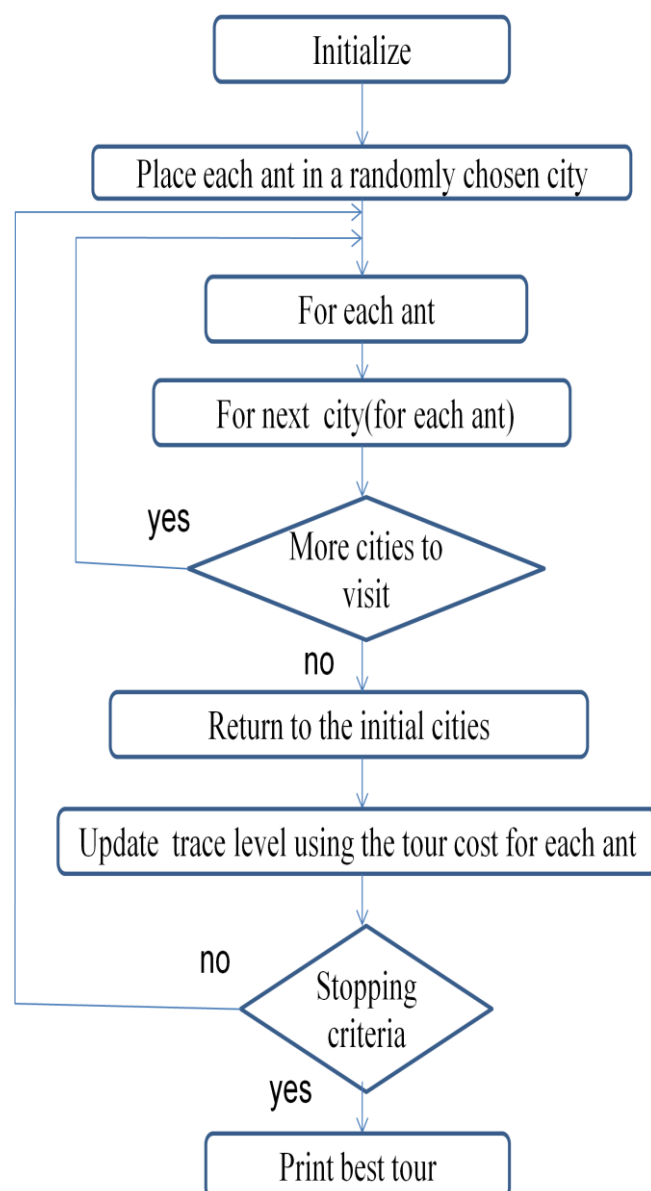 Initialize
Place each ant in a randomly chosen city
For each ant
For next city(for each ant)
yes
More cities to
visit
no
Return to the initial cities
Update trace level using the tour cost for each ant
no
Stopping
criteria
yes
Print best tour